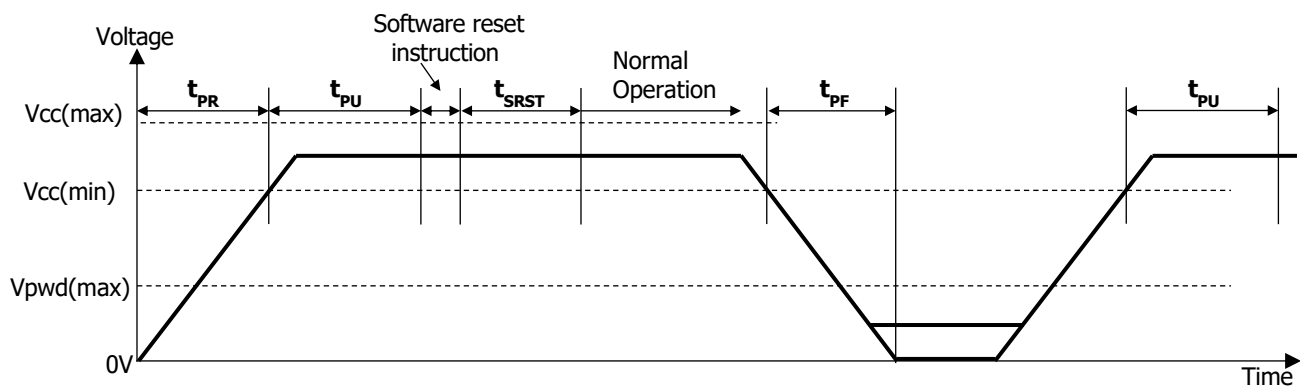 Software reset
instruction
Voltage
Normal
Operation
tPR
tPU
tSRST
tPF
tPU
Vcc(max)
Vcc(min)
Vpwd(max)
0V
Time